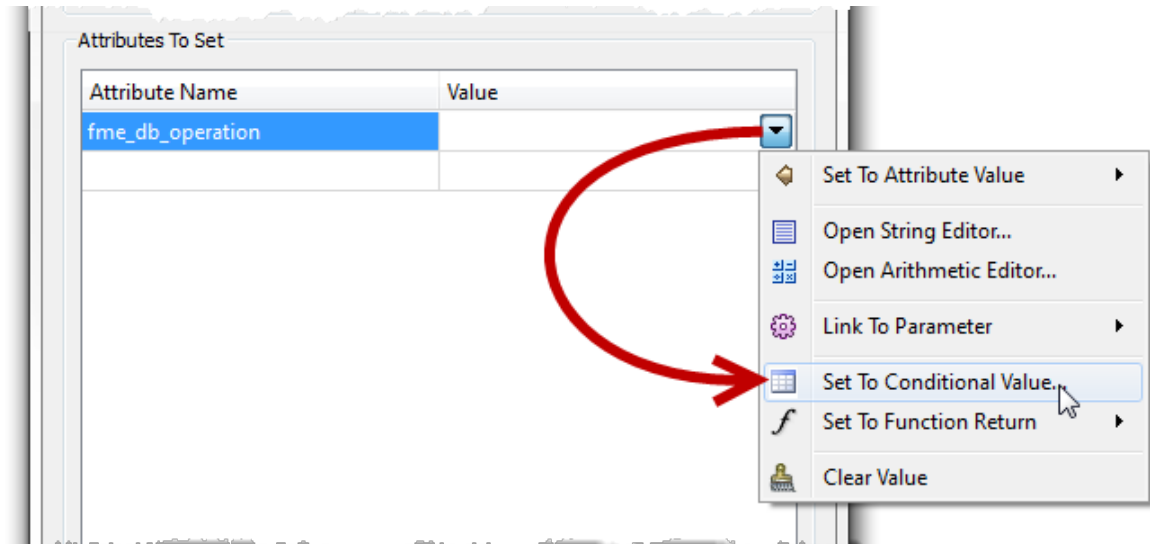 Attributes To Set
Attribute Name Value
fme_db_operation
Set To Attribute Value
Open String Editor...
Open Arithmetic Editor...
Link To Parameter
Set To Conditional Value...
Set To Function Return
Clear Value